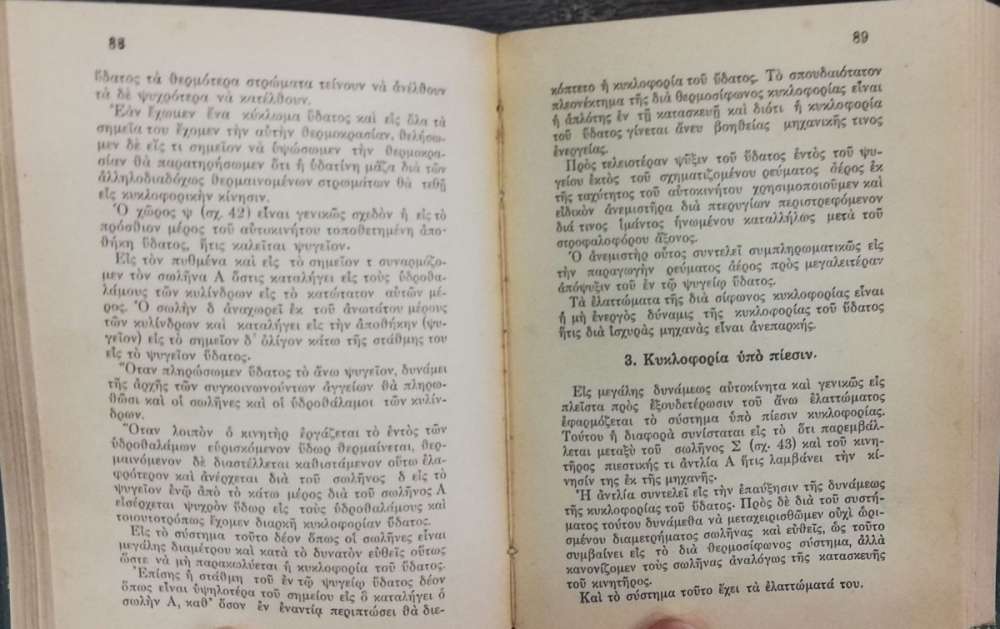 88
ὕδατος τὰ θερμότερα στρώματα τείνουν νὰ ἀνέλθουν
τὰ δὲ ψυχρότερα νὰ κατέλθουν.
Ἐὰν ἔχωμεν ἕνα κύκλωμα ὕδατος καὶ εἰς ὅλα τὰ
σημεῖα του ἔχομεν τὴν αὐτὴν θερμοκρασίαν, θελήσω-
μεν δὲ εἴς τι σημεῖον νὰ ὑψώσωμεν τὴν θερμοκρα-
σίαν θὰ παρατηρήσωμεν ὅτι ἡ ὑδατίνη μᾶζα διὰ τῶν
ἀλληλοδιαδόχως θερμαινομένων στρωμάτων θὰ τεθῇ
εἰς κυκλοφορικὴν κίνησιν.
Ὁ χῶρος ψ (σχ. 42) εἶναι γενικῶς σχεδὸν ἡ εἰς τὸ
πρόσθιον μέρος τοῦ αὐτοκινήτου τοποθετημένη ἀπο-
θήκη ὕδατος, ἥτις καλεῖται ψυγεῖον.
Εἰς τὸν πυθμένα καὶ εἰς τὸ σημεῖον τ συναρμόζο-
μεν τὸν σωλῆνα Α ὅστις καταλήγει εἰς τοὺς ὑδροθα-
λάμους τῶν κυλίνδρων εἰς τὸ κατώτατον αὐτῶν μέ-
ρος. Ὁ σωλὴν δ ἀναχωρεῖ ἐκ τοῦ ἀνωτάτου μέρους
τῶν κυλίνδρων καὶ καταλήγει εἰς τὴν ἀποθήκην (ψυ-
γεῖον) εἰς τὸ σημεῖον δ' ὀλίγον κάτω τῆς στάθμης του
εἰς τὸ ψυγεῖον ὕδατος.
Ὅταν πληρώσωμεν ὕδατος τὸ ἄνω ψυγεῖον, δυνάμει
τῆς ἀρχῆς τῶν συγκοινωνούντων ἀγγείων θὰ πληρω-
θῶσι καὶ οἱ σωλῆνες καὶ οἱ ὑδροθάλαμοι τῶν κυλίν-
δρων.
Ὅταν λοιπὸν ὁ κινητὴρ ἐργάζεται τὸ ἐντὸς τῶν
ὑδροθαλάμων εὑρισκόμενον ὕδωρ θερμαίνεται, θερ-
μαινόμενον δὲ διαστέλλεται καθιστάμενον οὕτω ἐλα-
φρότερον καὶ ἀνέρχεται διὰ τοῦ σωλῆνος δ εἰς τὸ
ψυγεῖον ἐνῷ ἀπὸ τὸ κάτω μέρος διὰ τοῦ σωλῆνος Α
εἰσέρχεται ψυχρὸν ὕδωρ εἰς τοὺς ὑδροθαλάμους καὶ
τοιουτοτρόπως ἔχομεν διαρκῆ κυκλοφορίαν ὕδατος.
Εἰς τὸ σύστημα τοῦτο δέον ὅπως οἱ σωλῆνες εἶναι
μεγάλης διαμέτρου καὶ κατὰ τὸ δυνατὸν εὐθεῖς οὕτως
ὥστε νὰ μὴ παρακωλύεται ἡ κυκλοφορία τοῦ ὕδατος.
Ἐπίσης ἡ στάθμη τοῦ ἐν τῷ ψυγείῳ ὕδατος δέον
ὅπως εἶναι ὑψηλοτέρα τοῦ σημείου εἰς ὃ καταλήγει ὁ
σωλὴν Α, καθ' ὅσον ἐν ἐναντίᾳ περιπτώσει θὰ διε-
89
κόπτετο ἡ κυκλοφορία τοῦ ὕδατος. Τὸ σπουδαιότατον
πλεονέκτημα τῆς διὰ θερμοσίφωνος κυκλοφορίας εἶναι
ἡ ἁπλότης ἐν τῇ κατασκευῇ καὶ διότι ἡ κυκλοφορία
τοῦ ὕδατος γίνεται ἄνευ βοηθείας μηχανικῆς τινος
ἐνεργείας.
Πρὸς τελειοτέραν ψῦξιν τοῦ ὕδατος ἐντὸς τοῦ ψυ-
γείου ἐκτὸς τοῦ σχηματιζομένου ρεύματος ἀέρος ἐκ
τῆς ταχύτητος τοῦ αὐτοκινήτου χρησιμοποιοῦμεν καὶ
εἰδικὸν ἀνεμιστῆρα διὰ πτερυγίων περιστρεφόμενον
διά τινος ἱμάντος ἡνωμένου καταλλήλως μετὰ τοῦ
στροφαλοφόρου ἄξονος.
Ὁ ἀνεμιστὴρ οὗτος συντελεῖ συμπληρωματικῶς εἰς
τὴν παραγωγὴν ρεύματος ἀέρος πρὸς μεγαλειτέραν
ἀπόψυξιν τοῦ ἐν τῷ ψυγείῳ ὕδατος.
Τὰ ἐλαττώματα τῆς διὰ σίφωνος κυκλοφορίας εἶναι
ἡ μὴ ἐνεργὸς δύναμις τῆς κυκλοφορίας τοῦ ὕδατος
ἥτις διὰ ἰσχυρὰς μηχανὰς εἶναι ἀνεπαρκής.
3. Κυκλοφορία ὑπὸ πίεσιν.
Εἰς μεγάλης δυνάμεως αὐτοκίνητα καὶ γενικῶς εἰς
πλεῖστα πρὸς ἐξουδετέρωσιν τοῦ ἄνω ἐλαττώματος
ἐφαρμόζεται τὸ σύστημα ὑπὸ πίεσιν κυκλοφορίας.
Τούτου ἡ διαφορὰ συνίσταται εἰς τὸ ὅτι παρεμβάλ-
λεται μεταξὺ τοῦ σωλῆνος Σ (σχ. 43) καὶ τοῦ κινη-
τῆρος πιεστικὴ τι ἀντλία Α ἥτις λαμβάνει τὴν κί-
νησίν της ἐκ τῆς μηχανῆς.
Ἡ ἀντλία συντελεῖ εἰς τὴν ἐπαύξησιν τῆς δυνάμεως
τῆς κυκλοφορίας τοῦ ὕδατος. Πρὸς δὲ διὰ τοῦ συστή-
ματος τούτου δυνάμεθα νὰ μεταχειρισθῶμεν οὐχὶ ὡρι-
σμένου διαμετρήματος σωλῆνας καὶ εὐθεῖς, ὡς τοῦτο
συμβαίνει εἰς τὸ διὰ θερμοσίφωνος σύστημα, ἀλλὰ
κανονίζομεν τοὺς σωλῆνας ἀναλόγως τῆς κατασκευῆς
τοῦ κινητῆρος.
Καὶ τὸ σύστημα τοῦτο ἔχει τὰ ἐλαττώματά του.